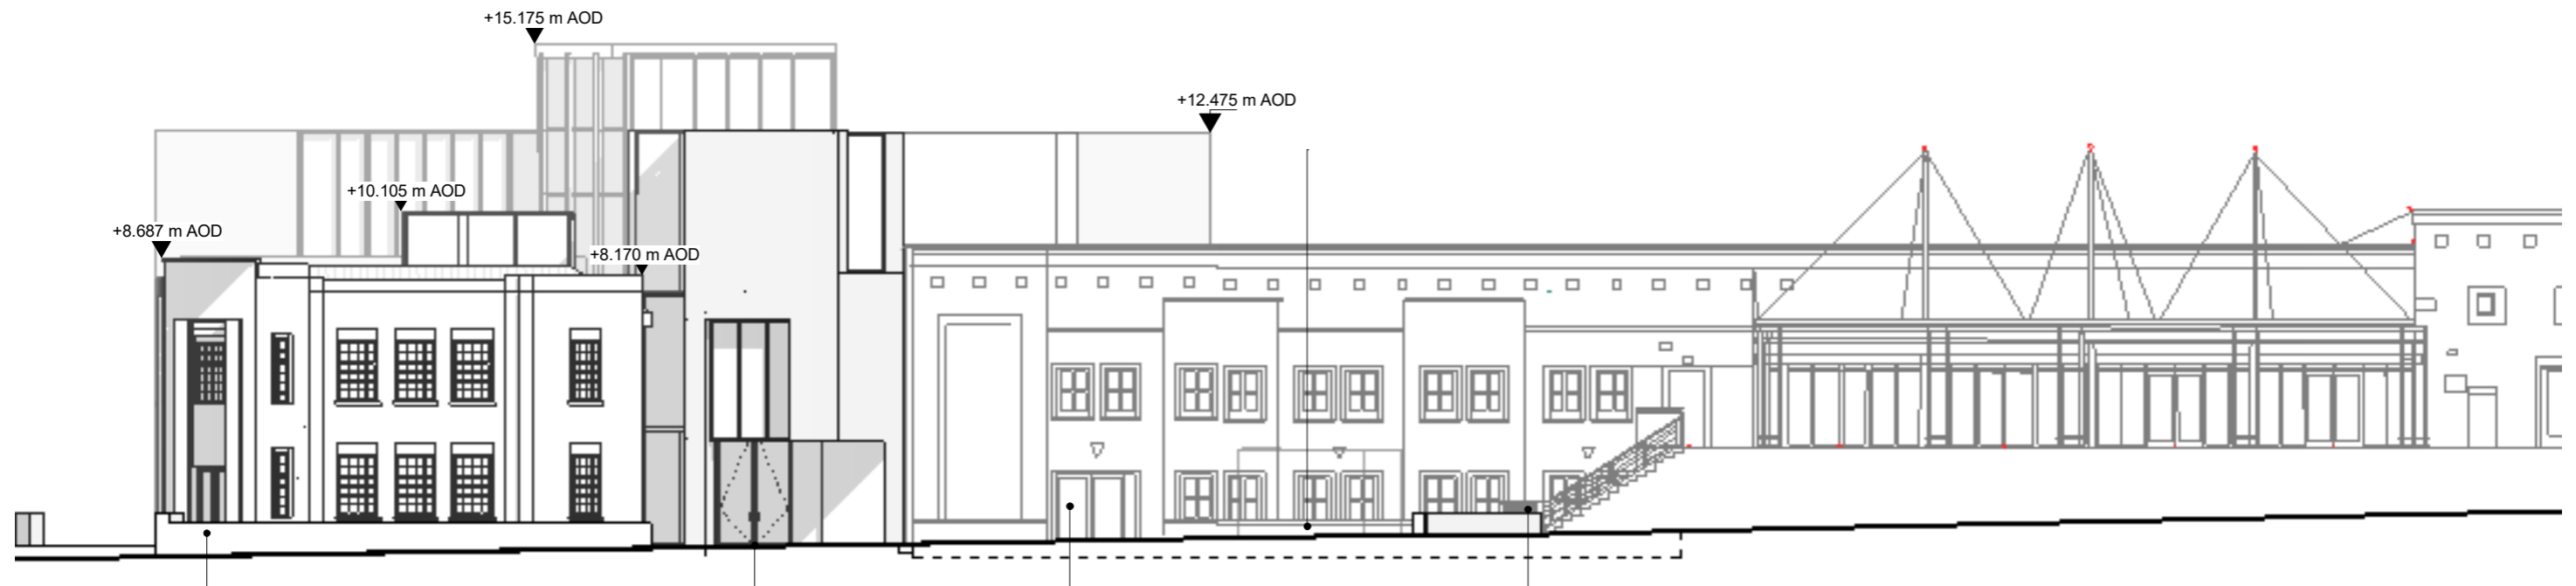 +15.175 m AOD
+12.475 m AOD
+10.105 m AOD
+8.687 m AOD
+8.170 m AOD